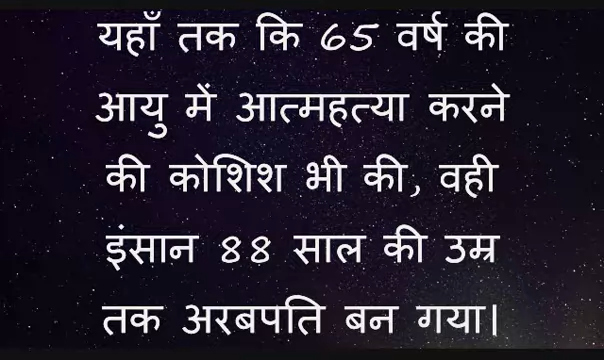 यहाँ तक कि 65 वर्ष की
आयु में आत्महत्या करने
की कोशिश भी की, वही
इंसान 88 साल की उम्र
तक अरबपति बन गया।